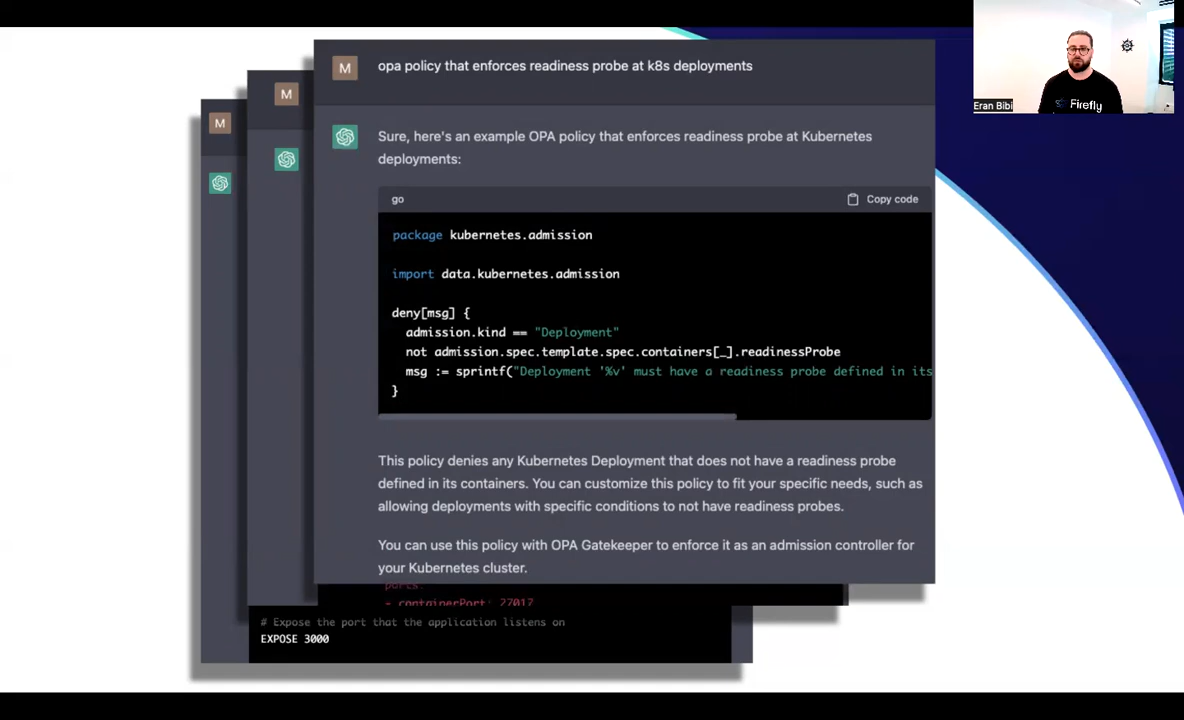 M
opa policy that enforces readiness probe at k8s deployments
Sure, here's an example OPA policy that enforces readiness probe at Kubernetes
deployments:
go
Copy code
package kubernetes.admission
import data.kubernetes.admission
deny[msg] {
admission.kind == "Deployment"
not admission.spec.template.spec.containers[_].readinessProbe
msg := sprintf("Deployment '%v' must have a readiness probe defined in its
}
This policy denies any Kubernetes Deployment that does not have a readiness probe
defined in its containers. You can customize this policy to fit your specific needs, such as
allowing deployments with specific conditions to not have readiness probes.
You can use this policy with OPA Gatekeeper to enforce it as an admission controller for
your Kubernetes cluster.
M
ports:
- containerPort: 27017
M
# Expose the port that the application listens on
EXPOSE 3000
Firefly
Eran Bibi